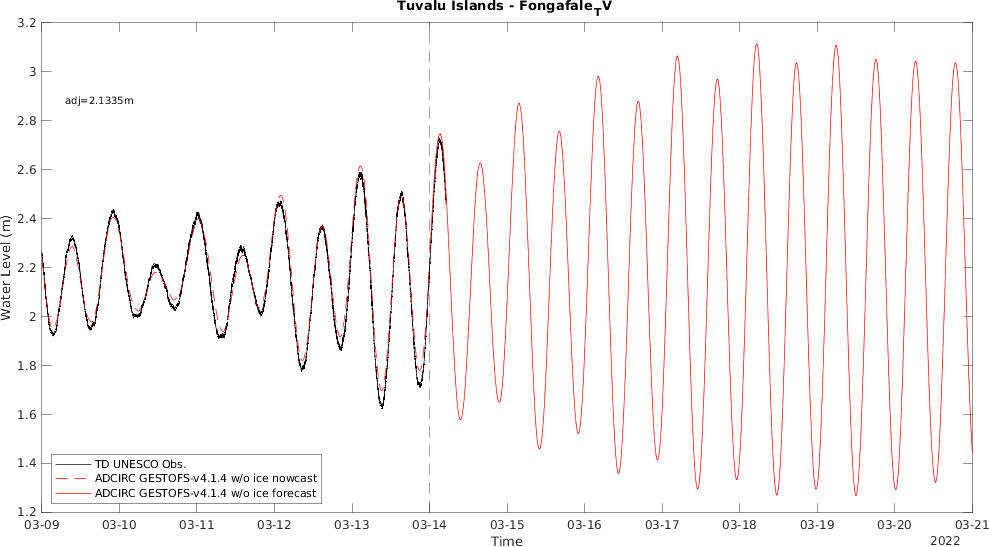 Tuvalu Islands - Fongafale_TV
3.2
3
2.8
2.6
2.4
2.2
2
1.8
1.6
1.4
1.2
Water Level (m)
adj=2.1335m
TD UNESCO Obs.
ADCIRC GESTOFS-v4.1.4 w/o ice nowcast
ADCIRC GESTOFS-v4.1.4 w/o ice forecast
03-09 03-10 03-11 03-12 03-13 03-14 03-15 03-16 03-17 03-18 03-19 03-20 03-21
Time
2022